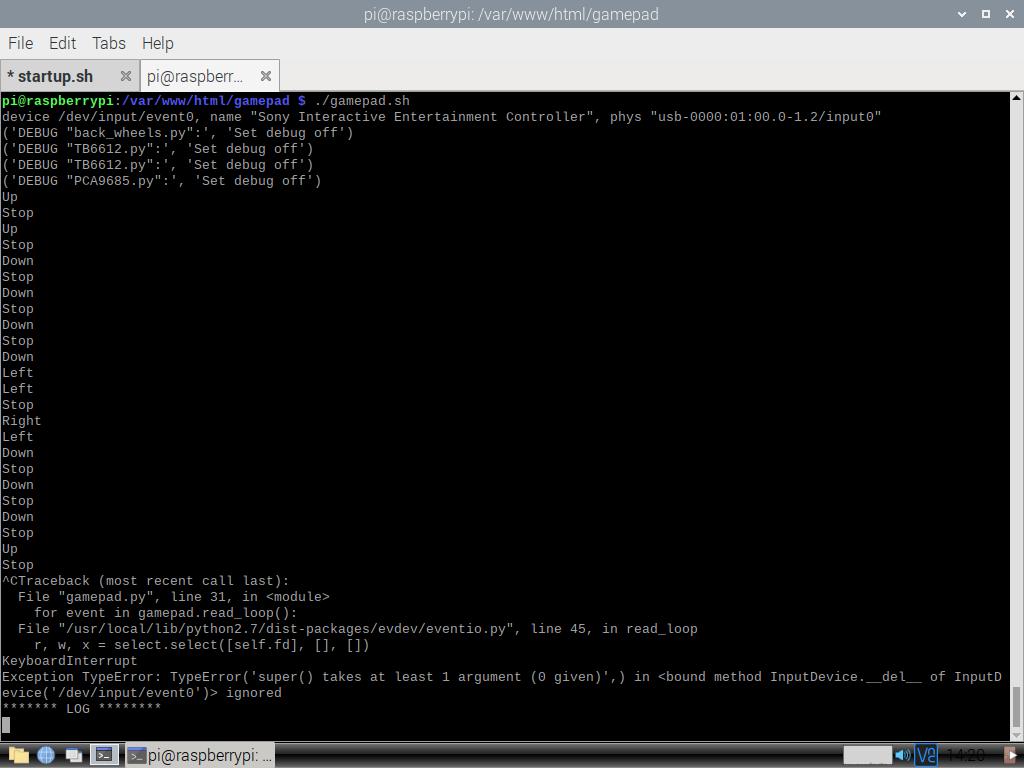 pi@raspberrypi: /var/www/html/gamepad
File Edit Tabs Help
* startup.sh pi@raspberr...
pi@raspberrypi:/var/www/html/gamepad $ ./gamepad.sh
device /dev/input/event0, name "Sony Interactive Entertainment Controller", phys "usb-0000:01:00.0-1.2/input0"
('DEBUG "back_wheels.py":', 'Set debug off')
('DEBUG "TB6612.py":', 'Set debug off')
('DEBUG "TB6612.py":', 'Set debug off')
('DEBUG "PCA9685.py":', 'Set debug off')
Up
Stop
Up
Stop
Down
Stop
Down
Stop
Down
Stop
Down
Left
Left
Stop
Right
Left
Down
Stop
Down
Stop
Down
Stop
Up
Stop
^CTraceback (most recent call last):
  File "gamepad.py", line 31, in <module>
    for event in gamepad.read_loop():
  File "/usr/local/lib/python2.7/dist-packages/evdev/eventio.py", line 45, in read_loop
    r, w, x = select.select([self.fd], [], [])
KeyboardInterrupt
Exception TypeError: TypeError('super() takes at least 1 argument (0 given)',) in <bound method InputDevice.__del__ of InputD
evice('/dev/input/event0')> ignored
******* LOG ********
pi@raspberrypi: ... V2 14:20